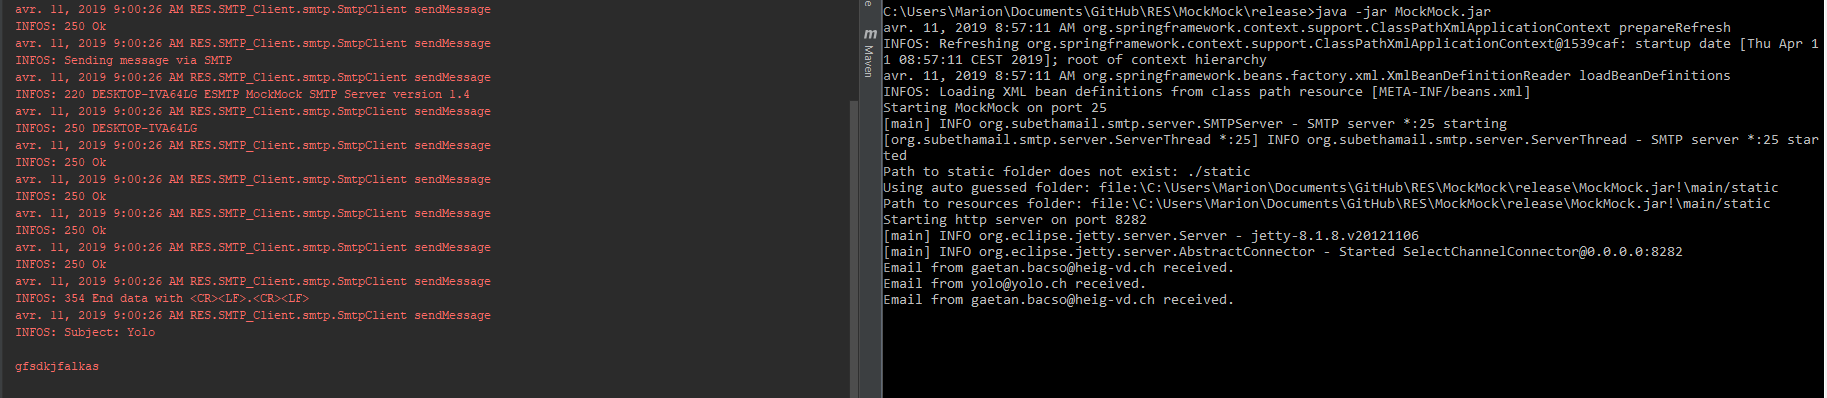 avr. 11, 2019 9:00:26 AM RES.SMTP_Client.smtp.SmtpClient sendMessage
INFOS: 250 Ok
avr. 11, 2019 9:00:26 AM RES.SMTP_Client.smtp.SmtpClient sendMessage
INFOS: Sending message via SMTP
avr. 11, 2019 9:00:26 AM RES.SMTP_Client.smtp.SmtpClient sendMessage
INFOS: 220 DESKTOP-IVA64LG ESMTP MockMock SMTP Server version 1.4
avr. 11, 2019 9:00:26 AM RES.SMTP_Client.smtp.SmtpClient sendMessage
INFOS: 250 DESKTOP-IVA64LG
avr. 11, 2019 9:00:26 AM RES.SMTP_Client.smtp.SmtpClient sendMessage
INFOS: 250 Ok
avr. 11, 2019 9:00:26 AM RES.SMTP_Client.smtp.SmtpClient sendMessage
INFOS: 250 Ok
avr. 11, 2019 9:00:26 AM RES.SMTP_Client.smtp.SmtpClient sendMessage
INFOS: 250 Ok
avr. 11, 2019 9:00:26 AM RES.SMTP_Client.smtp.SmtpClient sendMessage
INFOS: 250 Ok
avr. 11, 2019 9:00:26 AM RES.SMTP_Client.smtp.SmtpClient sendMessage
INFOS: 354 End data with <CR><LF>.<CR><LF>
avr. 11, 2019 9:00:26 AM RES.SMTP_Client.smtp.SmtpClient sendMessage
INFOS: Subject: Yolo
gfsdkjfalkas
e
m Maven
C:\Users\Marion\Documents\GitHub\RES\MockMock\release>java -jar MockMock.jar
avr. 11, 2019 8:57:11 AM org.springframework.context.support.ClassPathXmlApplicationContext prepareRefresh
INFOS: Refreshing org.springframework.context.support.ClassPathXmlApplicationContext@1539caf: startup date [Thu Apr 1
1 08:57:11 CEST 2019]; root of context hierarchy
avr. 11, 2019 8:57:11 AM org.springframework.beans.factory.xml.XmlBeanDefinitionReader loadBeanDefinitions
INFOS: Loading XML bean definitions from class path resource [META-INF/beans.xml]
Starting MockMock on port 25
[main] INFO org.subethamail.smtp.server.SMTPServer - SMTP server *:25 starting
[org.subethamail.smtp.server.ServerThread *:25] INFO org.subethamail.smtp.server.ServerThread - SMTP server *:25 star
ted
Path to static folder does not exist: ./static
Using auto guessed folder: file:\C:\Users\Marion\Documents\GitHub\RES\MockMock\release\MockMock.jar!\main/static
Path to resources folder: file:\C:\Users\Marion\Documents\GitHub\RES\MockMock\release\MockMock.jar!\main/static
Starting http server on port 8282
[main] INFO org.eclipse.jetty.server.Server - jetty-8.1.8.v20121106
[main] INFO org.eclipse.jetty.server.AbstractConnector - Started SelectChannelConnector@0.0.0.0:8282
Email from gaetan.bacso@heig-vd.ch received.
Email from yolo@yolo.ch received.
Email from gaetan.bacso@heig-vd.ch received.